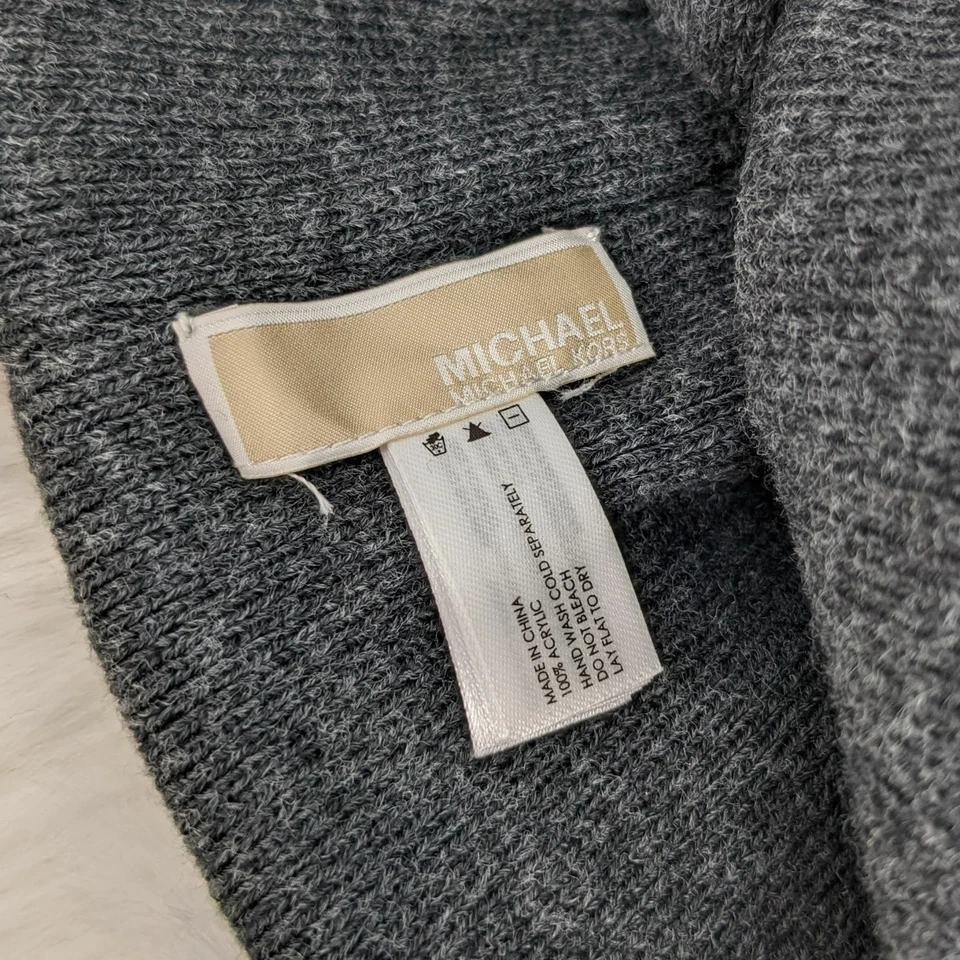 MICHAEL
MICHAEL KORS
MADE IN CHINA
100% ACRYLIC
HAND WASH COLD SEPARATELY
DO NOT BLEACH
LAY FLAT TO DRY